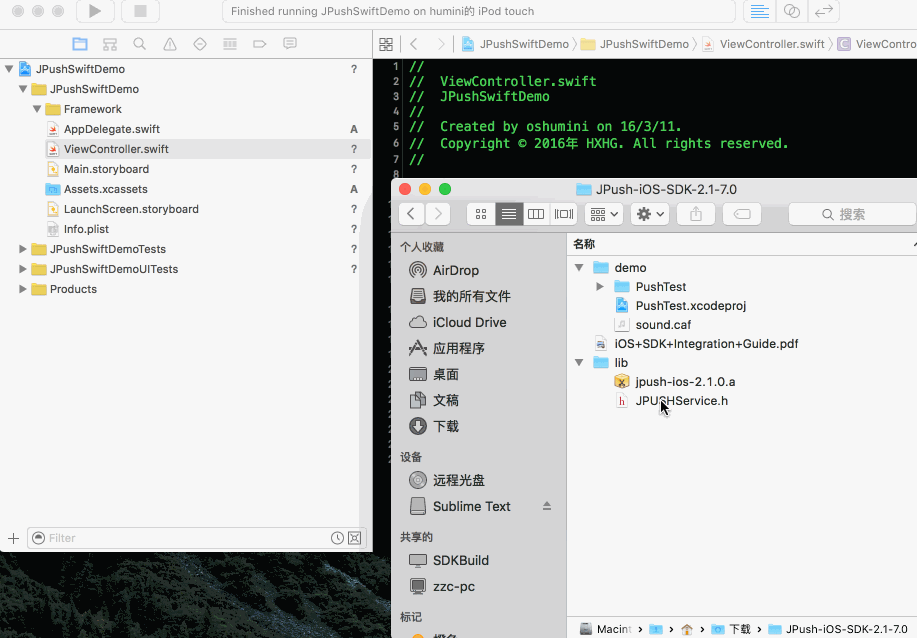 Finished running JPushSwiftDemo on humini的 iPod touch
JPushSwiftDemo
JPushSwiftDemo
ViewController.swift
C
JPushSwiftDemo ?
JPushSwiftDemo
Framework
AppDelegate.swift A
ViewController.swift ?
Main.storyboard ?
Assets.xcassets A
LaunchScreen.storyboard ?
Info.plist ?
JPushSwiftDemoTests ?
JPushSwiftDemoUITests ?
Products ?
Filter
1 //
2 // ViewController.swift
3 // JPushSwiftDemo
4 //
5 // Created by oshumini on 16/3/11.
6 // Copyright © 2016年 HXHG. All rights reserved.
7 //
8
JPush-iOS-SDK-2.1-7.0
搜索
个人收藏
AirDrop
我的所有文件
iCloud Drive
应用程序
桌面
文稿
下载
设备
远程光盘
Sublime Text
共享的
SDKBuild
zzc-pc
标记
名称
demo
PushTest
PushTest.xcodeproj
sound.caf
iOS+SDK+Integration+Guide.pdf
lib
jpush-ios-2.1.0.a
h JPUSHService.h
Macint
下载
JPush-iOS-SDK-2.1-7.0